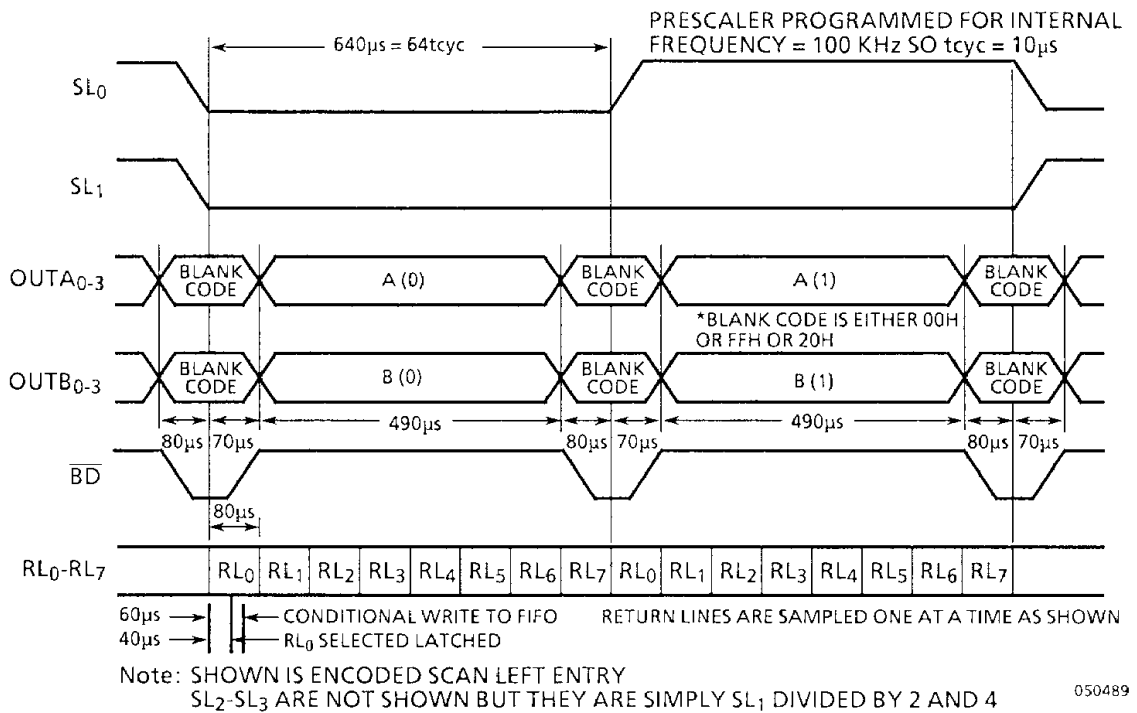 PRESCALER PROGRAMMED FOR INTERNAL
FREQUENCY = 100 KHz SO tcyc = 10µs
640µs = 64tcyc
SL0
SL1
OUTA0-3
BLANK CODE
A (0)
BLANK CODE
A (1)
BLANK CODE
*BLANK CODE IS EITHER 00H
OR FFH OR 20H
OUTB0-3
BLANK CODE
B (0)
BLANK CODE
B (1)
BLANK CODE
80µs 70µs 490µs 80µs 70µs 490µs 80µs 70µs
BD
80µs
RL0-RL7
RL0 RL1 RL2 RL3 RL4 RL5 RL6 RL7 RL0 RL1 RL2 RL3 RL4 RL5 RL6 RL7
60µs CONDITIONAL WRITE TO FIFO RETURN LINES ARE SAMPLED ONE AT A TIME AS SHOWN
40µs RL0 SELECTED LATCHED
Note: SHOWN IS ENCODED SCAN LEFT ENTRY
SL2-SL3 ARE NOT SHOWN BUT THEY ARE SIMPLY SL1 DIVIDED BY 2 AND 4
050489